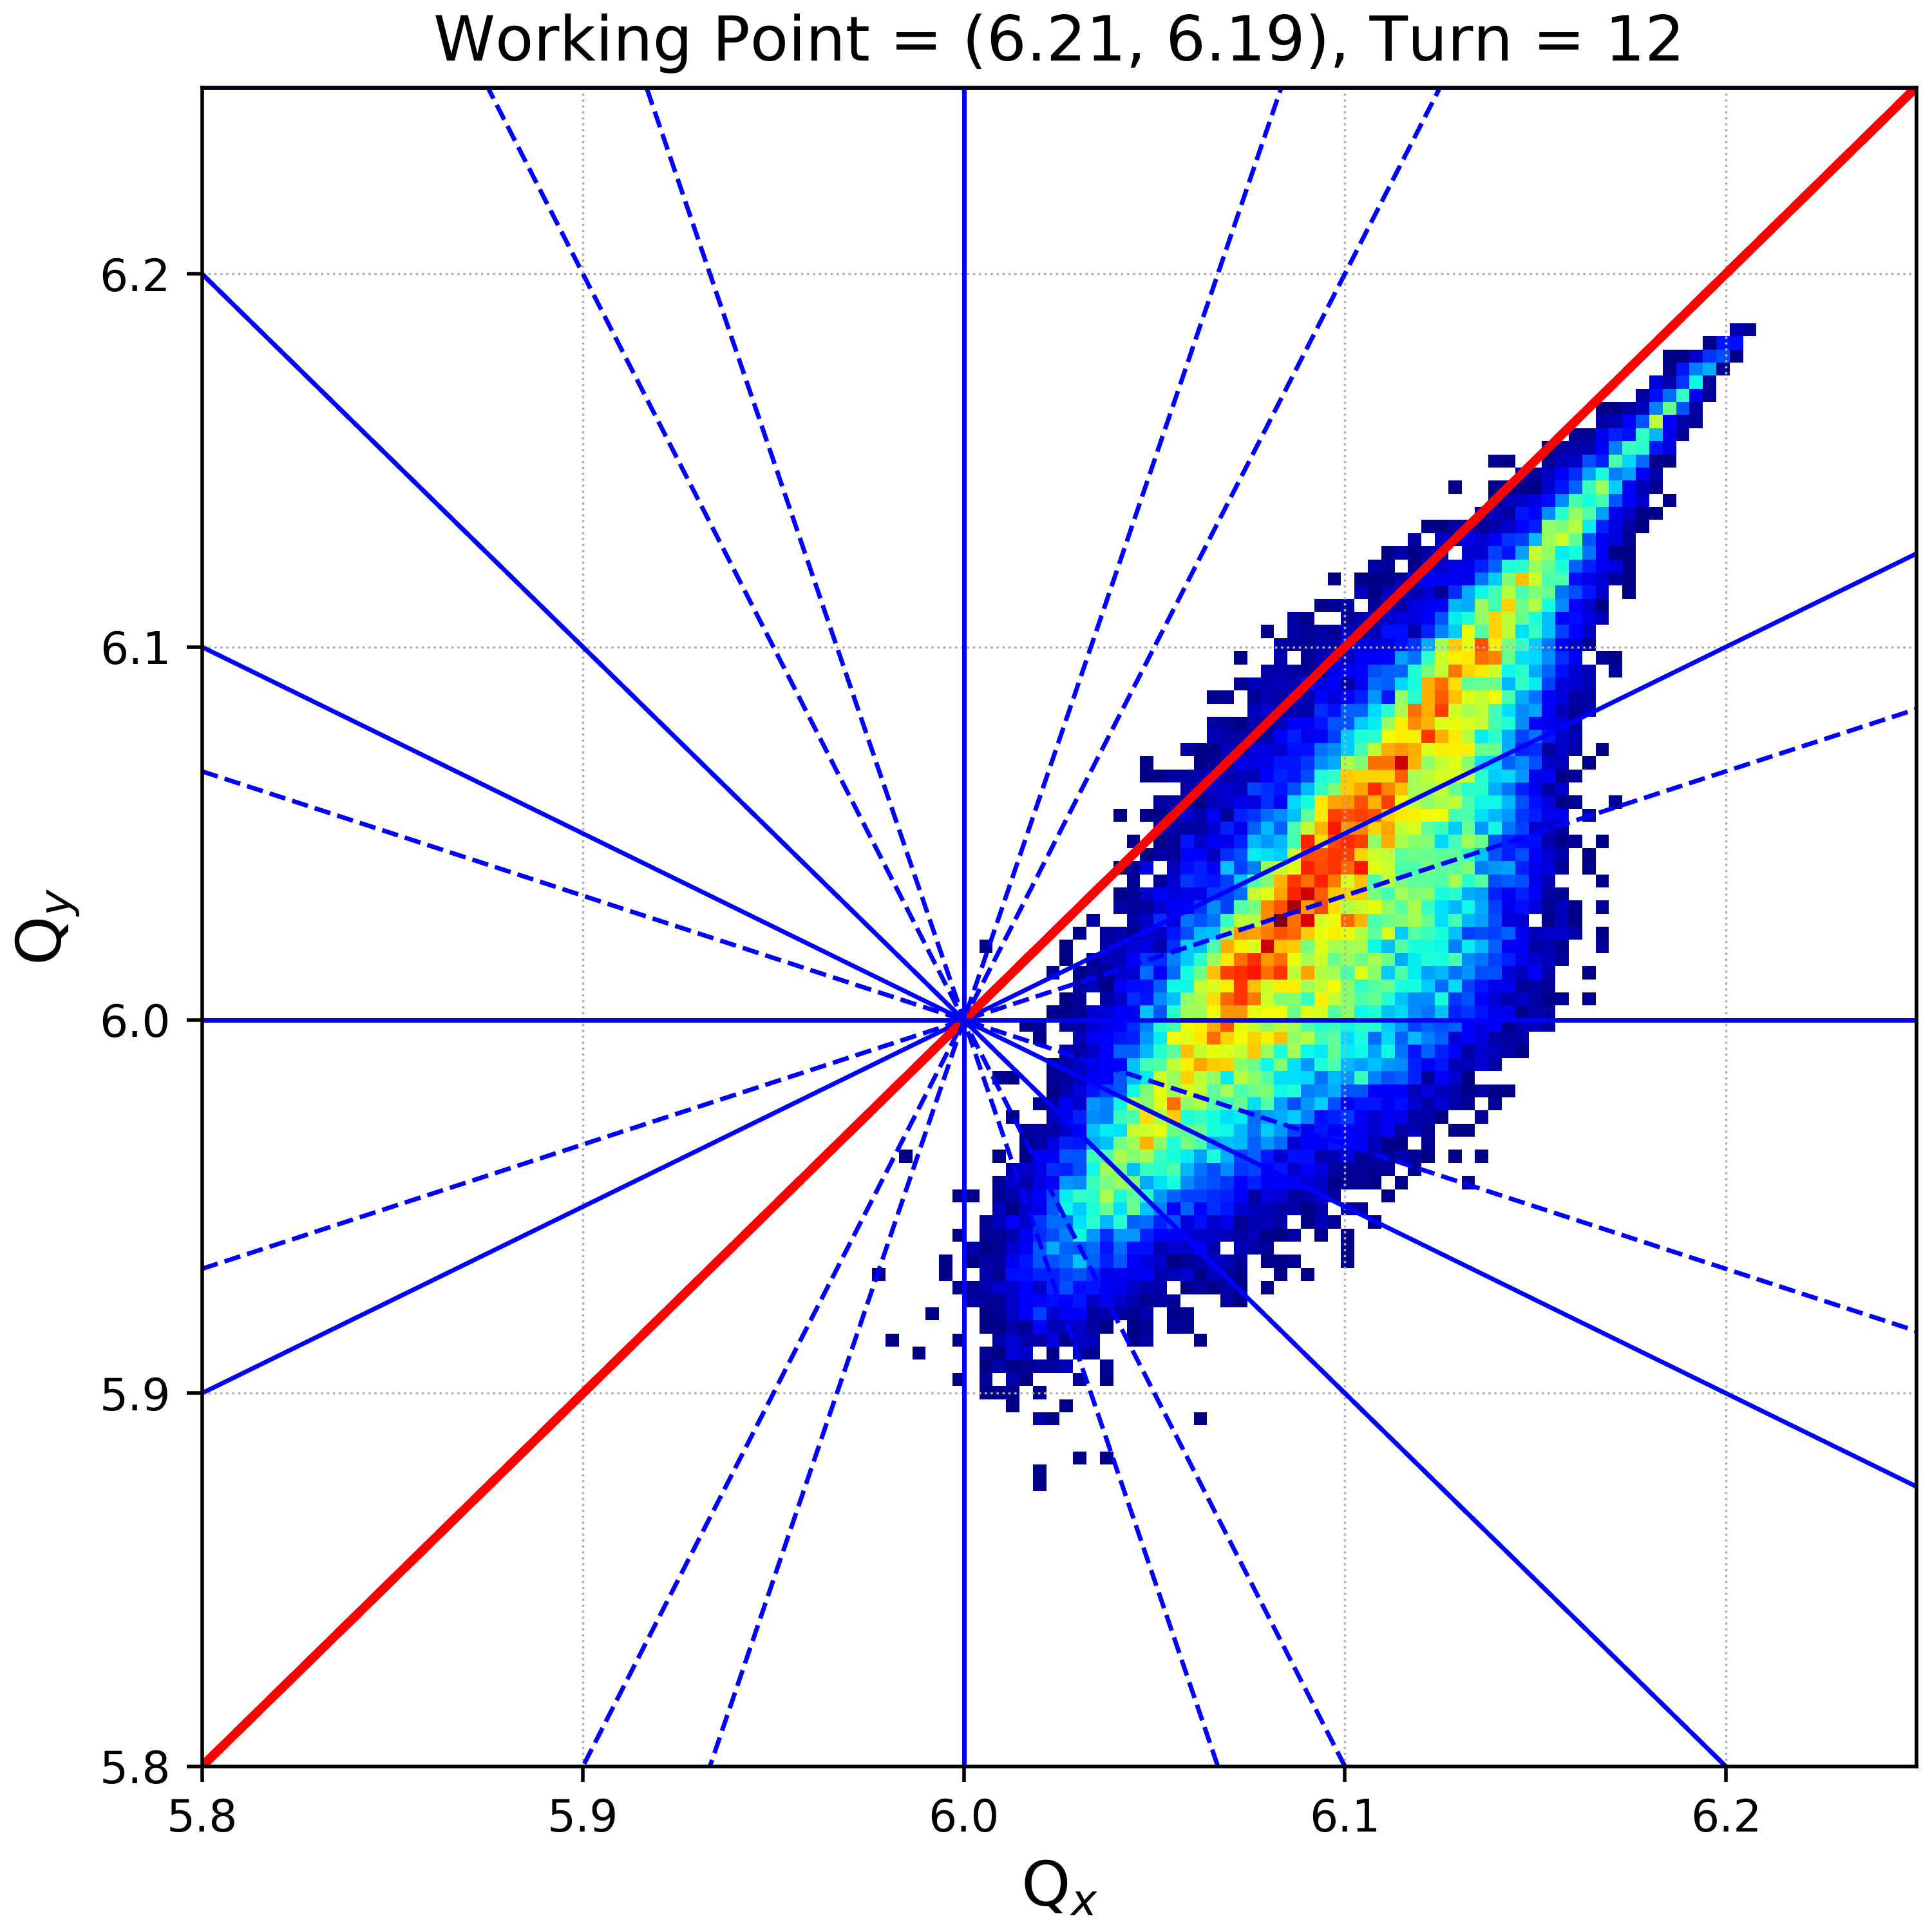 Working Point = (6.21, 6.19), Turn = 12
6.2
6.1
6.0
5.9
5.8
Qy
5.8 5.9 6.0 6.1 6.2
Qx